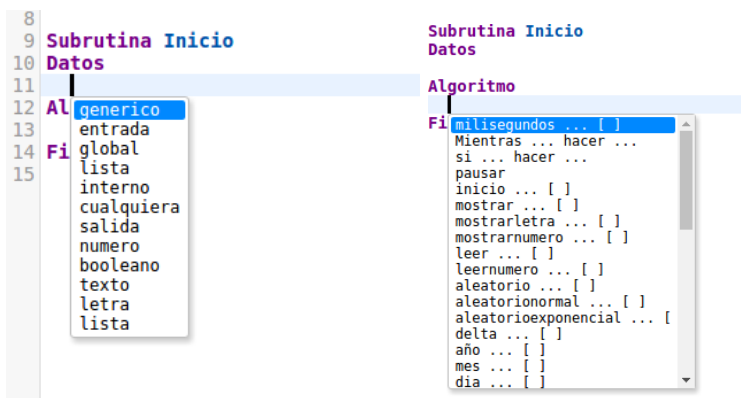 8
9 Subrutina Inicio
10 Datos
11
12 Al
generico
entrada
13
14 Fi
global
15
lista
interno
cualquiera
salida
numero
booleano
texto
letra
lista
Subrutina Inicio
Datos
Algoritmo
Fi
milisegundos ... [ ]
Mientras ... hacer ...
si ... hacer ...
pausar
inicio ... [ ]
mostrar ... [ ]
mostrarletra ... [ ]
mostrarnumero ... [ ]
leer ... [ ]
leernumero ... [ ]
aleatorio ... [ ]
aleatorionormal ... [ ]
aleatorioexponencial ... [
delta ... [ ]
año ... [ ]
mes ... [ ]
dia ... [ ]